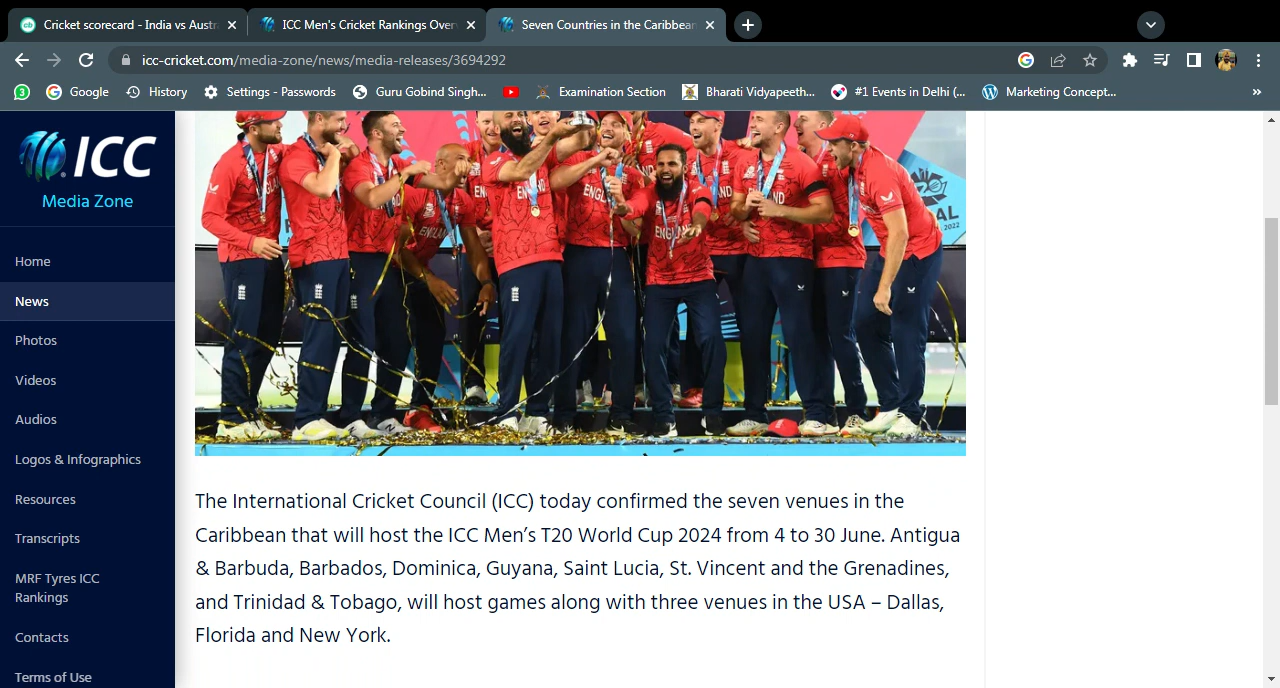 Cricket scorecard - India vs Austr
ICC Men's Cricket Rankings Over
Seven Countries in the Caribbean
icc-cricket.com/media-zone/news/media-releases/3694292
3
Google
History
Settings - Passwords
Guru Gobind Singh...
Examination Section
Bharati Vidyapeeth...
#1 Events in Delhi (...
Marketing Concept...
»
ICC
Media Zone
Home
News
Photos
Videos
Audios
Logos & Infographics
Resources
Transcripts
MRF Tyres ICC
Rankings
Contacts
Terms of Use
ENGLAND
ENGLAND
2022
The International Cricket Council (ICC) today confirmed the seven venues in the
Caribbean that will host the ICC Men’s T20 World Cup 2024 from 4 to 30 June. Antigua
& Barbuda, Barbados, Dominica, Guyana, Saint Lucia, St. Vincent and the Grenadines,
and Trinidad & Tobago, will host games along with three venues in the USA – Dallas,
Florida and New York.